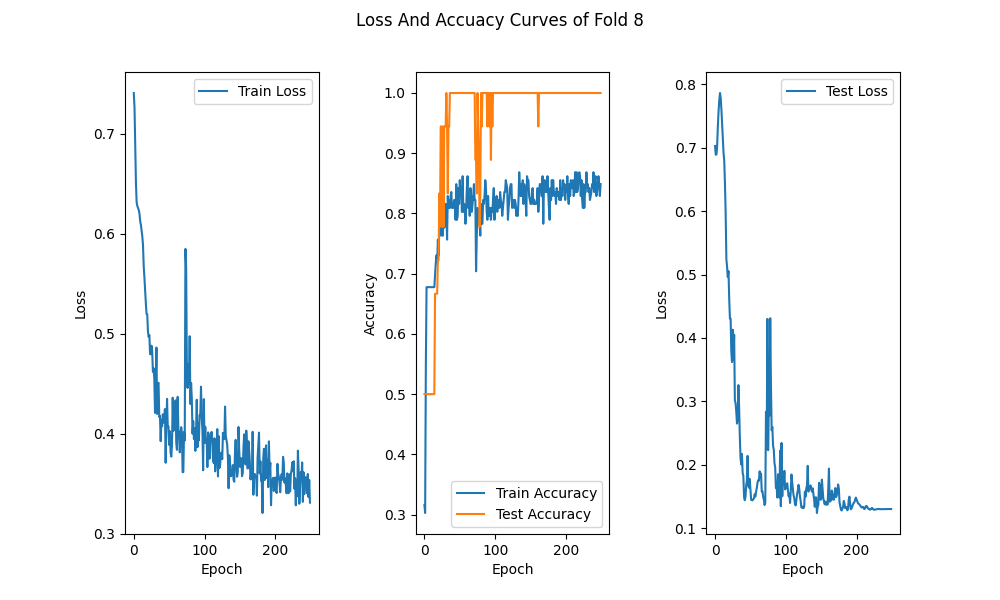 Loss And Accuacy Curves of Fold 8
Train Loss
0.7
0.6
0.5
0.4
0.3
Loss
0
100
200
Epoch
1.0
0.9
0.8
0.7
0.6
0.5
0.4
0.3
Accuracy
Train Accuracy
Test Accuracy
0
100
200
Epoch
Test Loss
0.8
0.7
0.6
0.5
0.4
0.3
0.2
0.1
Loss
0
100
200
Epoch